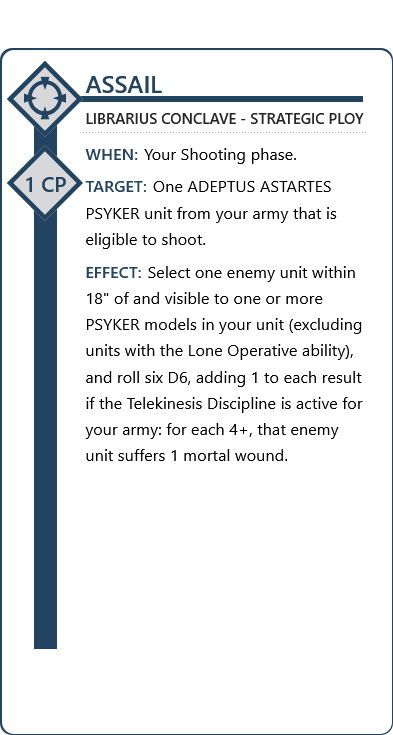 ASSAIL
LIBRARIUS CONCLAVE - STRATEGIC PLOY
1 CP
WHEN: Your Shooting phase.
TARGET: One ADEPTUS ASTARTES
PSYKER unit from your army that is
eligible to shoot.
EFFECT: Select one enemy unit within
18" of and visible to one or more
PSYKER models in your unit (excluding
units with the Lone Operative ability),
and roll six D6, adding 1 to each result
if the Telekinesis Discipline is active for
your army: for each 4+, that enemy
unit suffers 1 mortal wound.